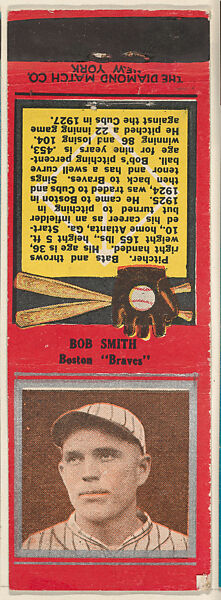 Pitcher. Bats and throws
right handed. His age is 36,
weight 165 lbs., height 5 ft.
10., home Atlanta, Ga. Start-
ed his career as an infielder
but turned to pitching in
1925. He came to Boston in
1924, was traded to Cubs and
then back to Braves. Sings
tenor and has a swell curve
ball. Bob's pitching percent-
age for nine years is .453,
winning 86 and losing 104.
He pitched a 22 inning game
against the Cubs in 1927.
THE DIAMOND MATCH CO.
NEW YORK
BOB SMITH
Boston "Braves"